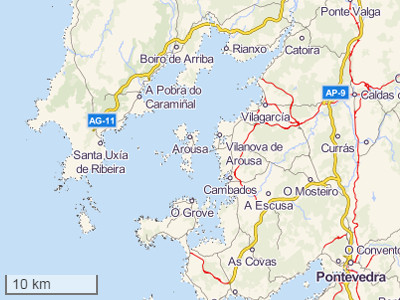 Ponte Valga
Rianxo
Catoira
Boiro de Arriba
A Pobra do
Caramiñal
AP-9
Caldas d
Vilagarcía
AG-11
Santa Uxía
de Ribeira
Arousa
Vilanova de
Arousa
Currás
Cambados
O Mosteiro
A Escusa
O Grove
As Covas
O Convento
Pontevedra
10 km